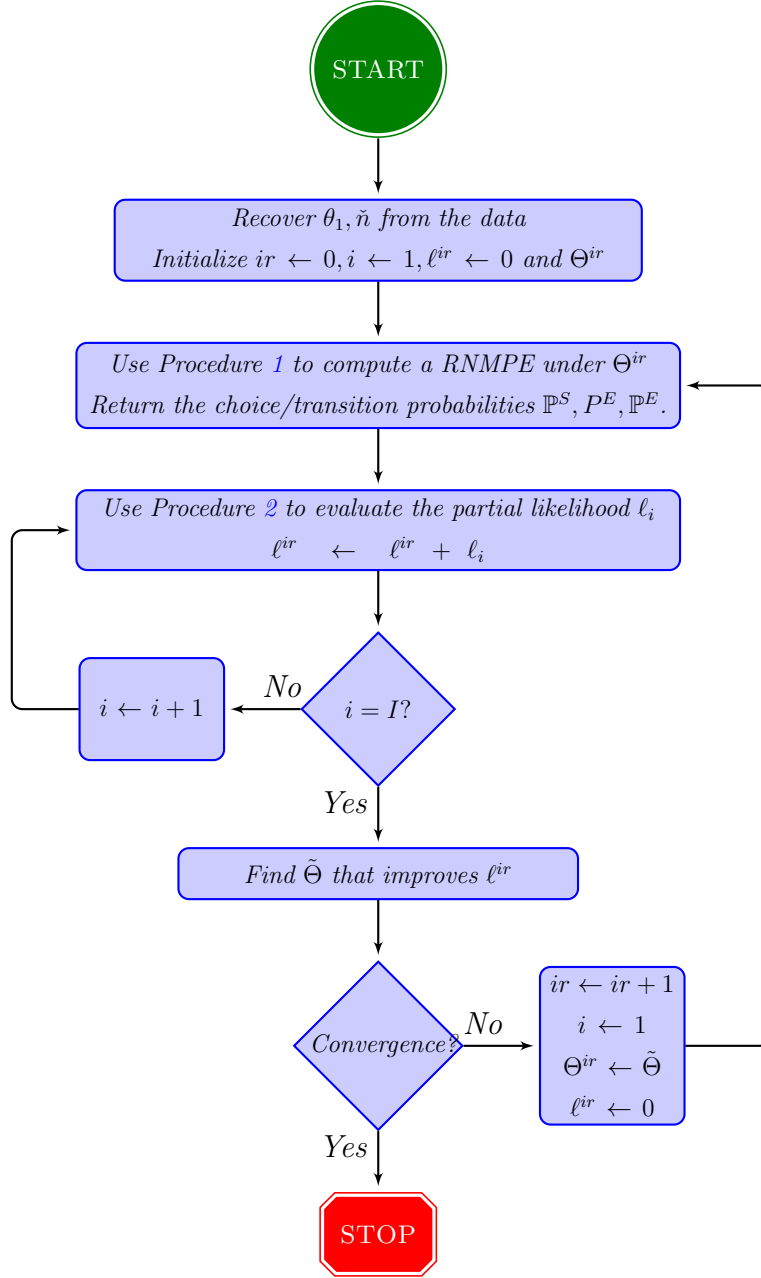 START
Recover θ₁, ň from the data
Initialize ir ← 0, i ← 1, ℓ^{ir} ← 0 and Θ^{ir}
Use Procedure 1 to compute a RNMPE under Θ^{ir}
Return the choice/transition probabilities ℙ^S, P^E, ℙ^E.
Use Procedure 2 to evaluate the partial likelihood ℓ_i
ℓ^{ir} ← ℓ^{ir} + ℓ_i
No
i ← i + 1
i = I?
Yes
Find Θ̃ that improves ℓ^{ir}
Convergence?
No
ir ← ir + 1
i ← 1
Θ^{ir} ← Θ̃
ℓ^{ir} ← 0
Yes
STOP